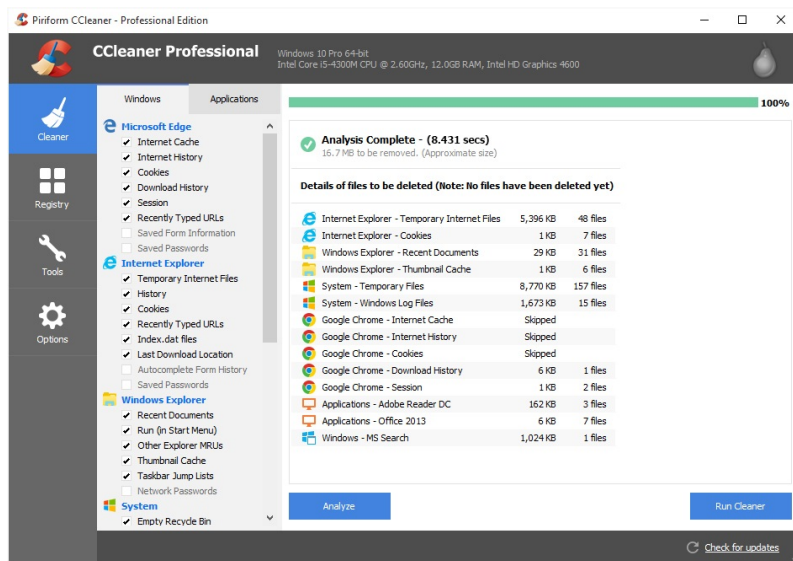 Piriform CCleaner - Professional Edition
CCleaner Professional
Windows 10 Pro 64-bit
Intel Core i5-4300M CPU @ 2.60GHz, 12.0GB RAM, Intel HD Graphics 4600
Cleaner
Registry
Tools
Options
Windows Applications
Microsoft Edge
Internet Cache
Internet History
Cookies
Download History
Session
Recently Typed URLs
Saved Form Information
Saved Passwords
Internet Explorer
Temporary Internet Files
History
Cookies
Recently Typed URLs
Index.dat files
Last Download Location
Autocomplete Form History
Saved Passwords
Windows Explorer
Recent Documents
Run (in Start Menu)
Other Explorer MRUs
Thumbnail Cache
Taskbar Jump Lists
Network Passwords
System
Empty Recycle Bin
100%
Analysis Complete - (8.431 secs)
16.7 MB to be removed. (Approximate size)
Details of files to be deleted (Note: No files have been deleted yet)
Internet Explorer - Temporary Internet Files 5,396 KB 48 files
Internet Explorer - Cookies 1 KB 7 files
Windows Explorer - Recent Documents 29 KB 31 files
Windows Explorer - Thumbnail Cache 1 KB 6 files
System - Temporary Files 8,770 KB 157 files
System - Windows Log Files 1,673 KB 15 files
Google Chrome - Internet Cache Skipped
Google Chrome - Internet History Skipped
Google Chrome - Cookies Skipped
Google Chrome - Download History 6 KB 1 files
Google Chrome - Session 1 KB 2 files
Applications - Adobe Reader DC 162 KB 3 files
Applications - Office 2013 6 KB 7 files
Windows - MS Search 1,024 KB 1 files
Analyze
Run Cleaner
Check for updates